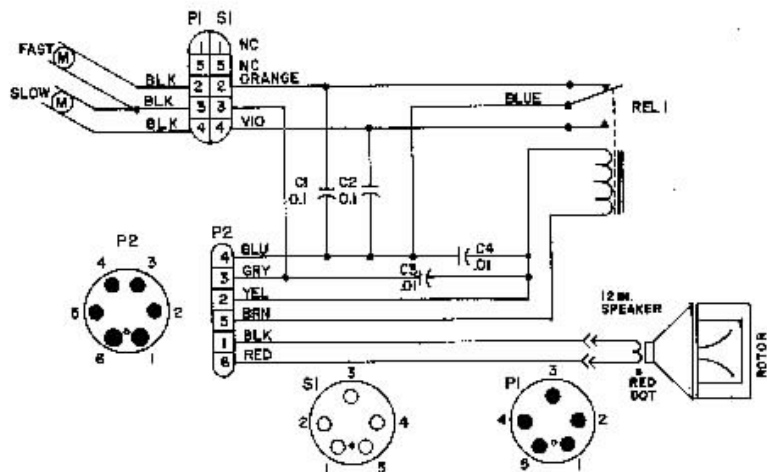 P1 S1
FAST
M
1 1 NC
5 5 NC
BLK 2 2 ORANGE
SLOW
M
BLK 3 3
BLK 4 4 VIO
BLUE
REL 1
C1
0.1
C2
0.1
P2
4 3
5 2
6 1
P2
4 BLU
3 GRY
2 YEL
5 BRN
1 BLK
6 RED
C4
.01
C3
.01
12 IN.
SPEAKER
RED
DOT
ROTOR
S1
3
2 4
1 5
P1
3
4 2
5 1